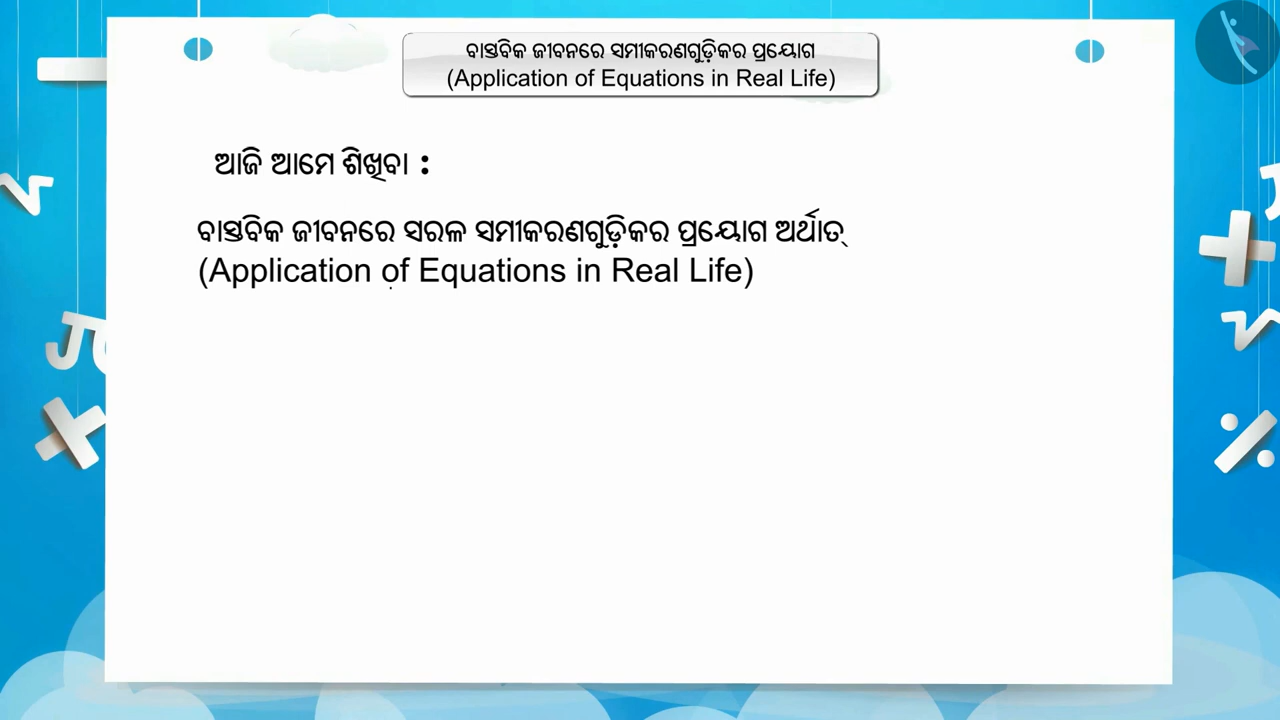 ବାସ୍ତବିକ ଜୀବନରେ ସମୀକରଣଗୁଡ଼ିକର ପ୍ରୟୋଗ
(Application of Equations in Real Life)
ଆଜି ଆମେ ଶିଖିବା :
ବାସ୍ତବିକ ଜୀବନରେ ସରଳ ସମୀକରଣଗୁଡ଼ିକର ପ୍ରୟୋଗ ଅର୍ଥାତ୍
(Application of Equations in Real Life)